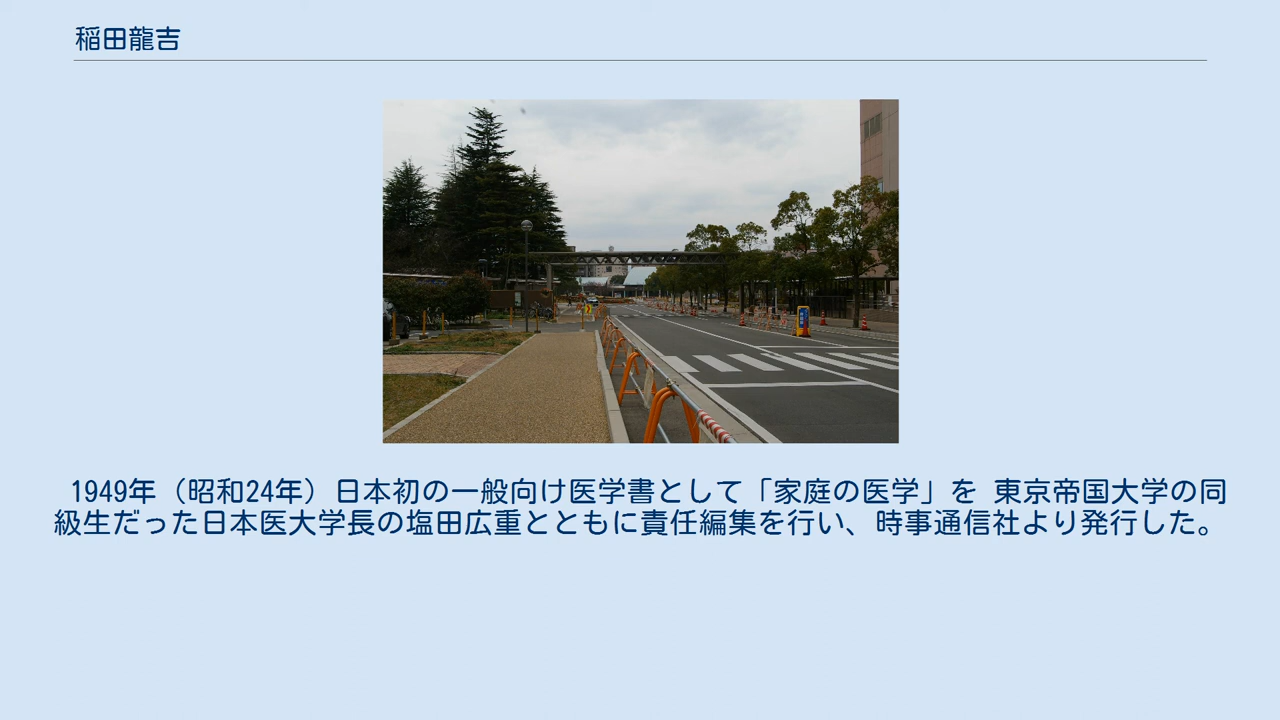 稲田龍吉
1949年（昭和24年）日本初の一般向け医学書として「家庭の医学」を 東京帝国大学の同
級生だった日本医大学長の塩田広重とともに責任編集を行い、時事通信社より発行した。